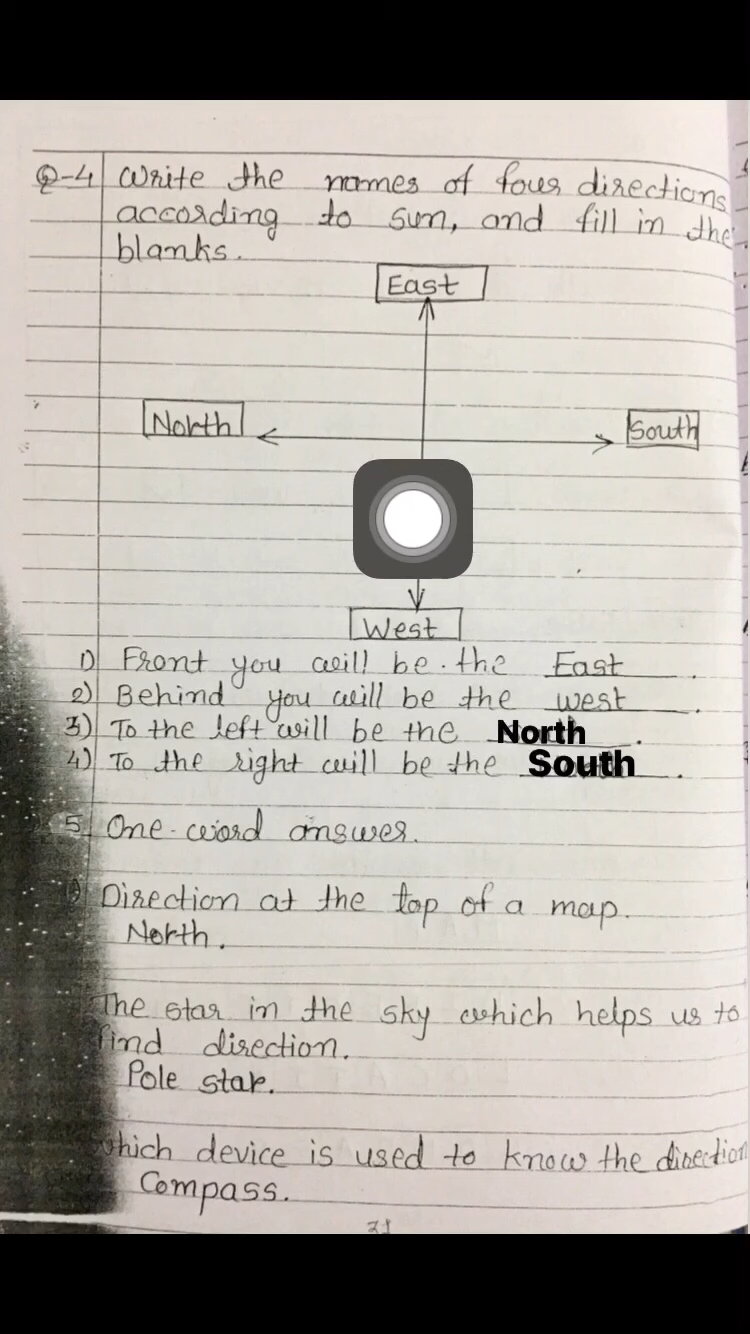 Q-4 Write the names of four directions
according to sun, and fill in the
blanks.
East
North
South
West
1) Front you will be the East.
2) Behind you will be the west.
3) To the left will be the North.
4) To the right will be the South.
5. One-word answer.
Direction at the top of a map.
North.
The star in the sky which helps us to
find direction.
Pole star.
which device is used to know the direction
Compass.
31